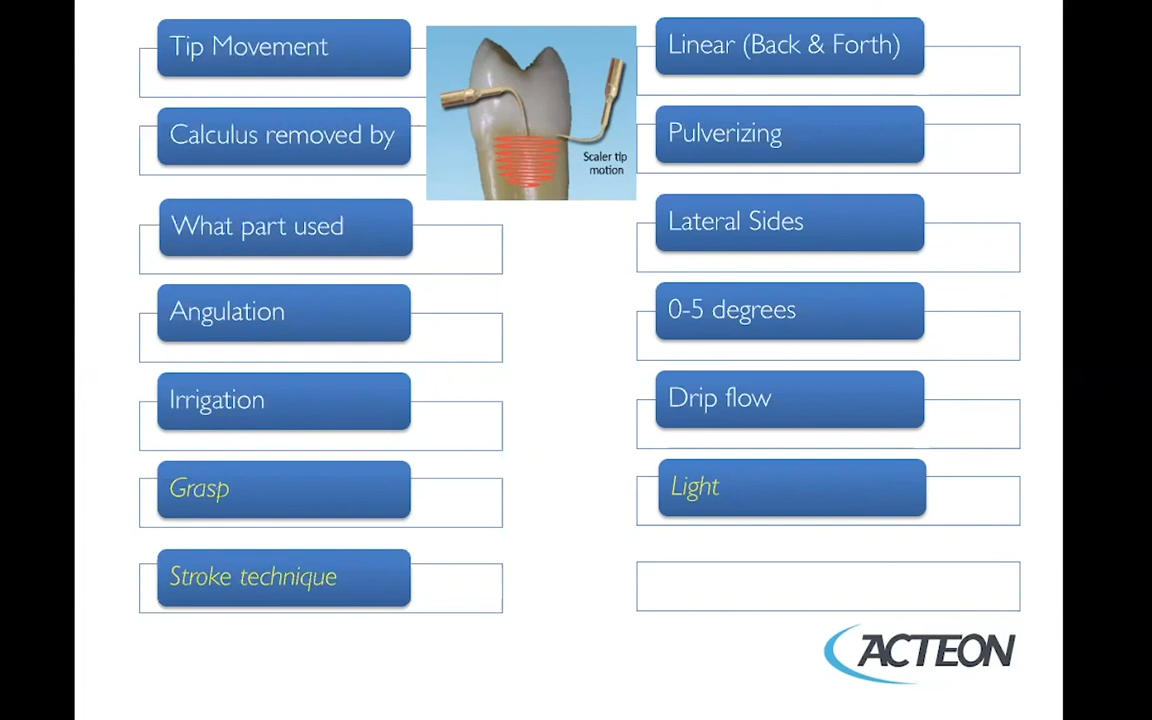 Tip Movement
Linear (Back & Forth)
Calculus removed by
Pulverizing
Scaler tip
motion
What part used
Lateral Sides
Angulation
0-5 degrees
Irrigation
Drip flow
Grasp
Light
Stroke technique
ACTEON